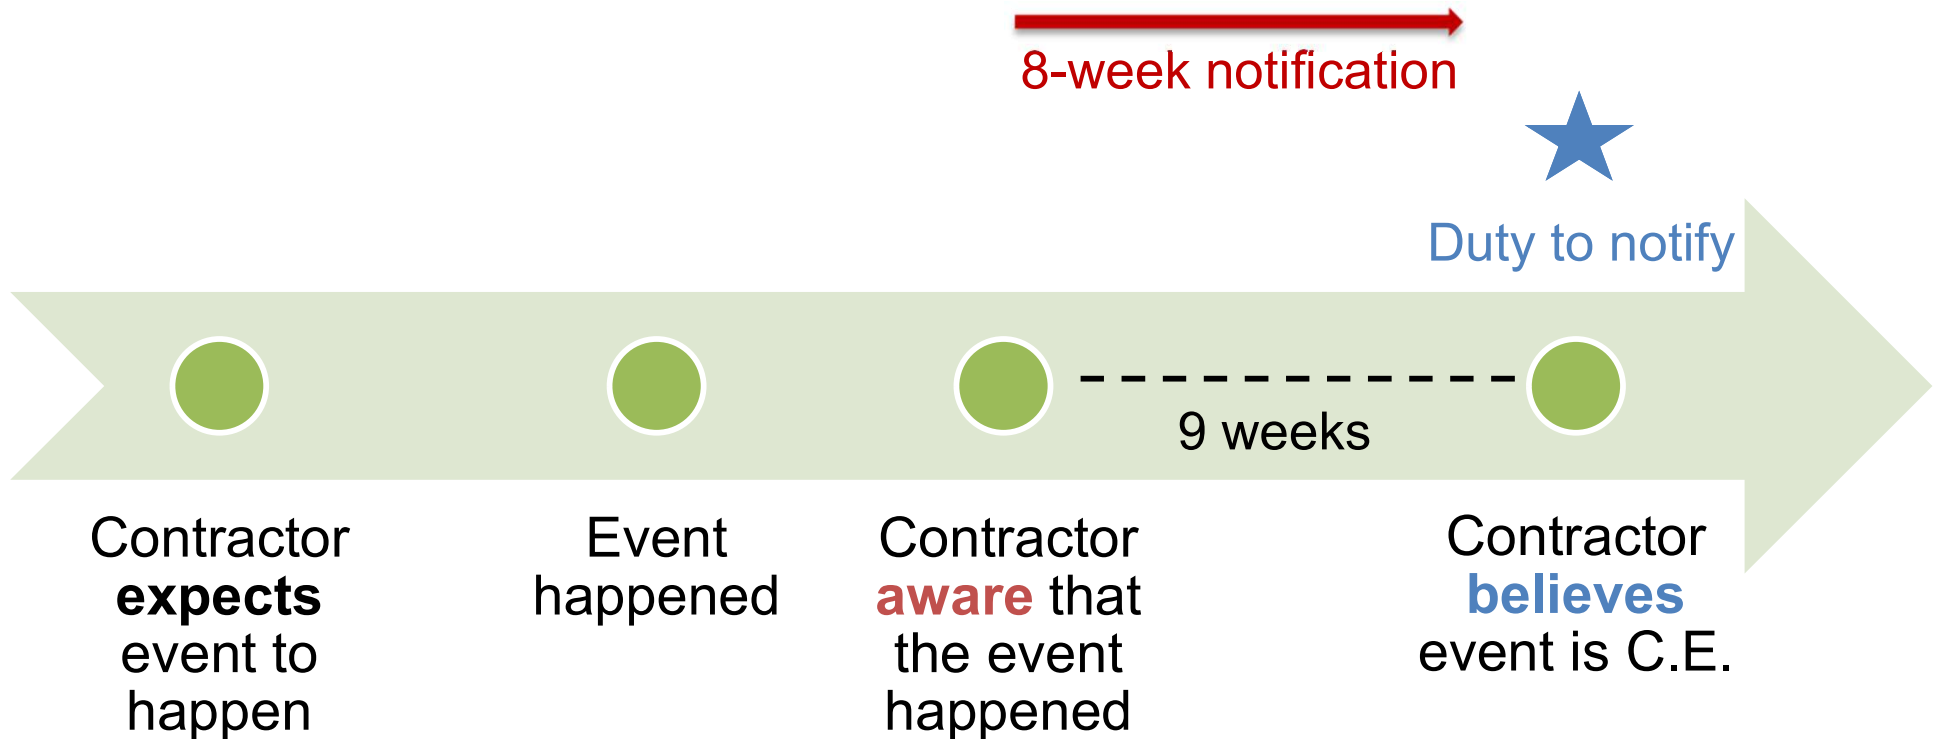 8-week notification
Duty to notify
9 weeks
Contractor
expects
event to
happen
Event
happened
Contractor
aware that
the event
happened
Contractor
believes
event is C.E.